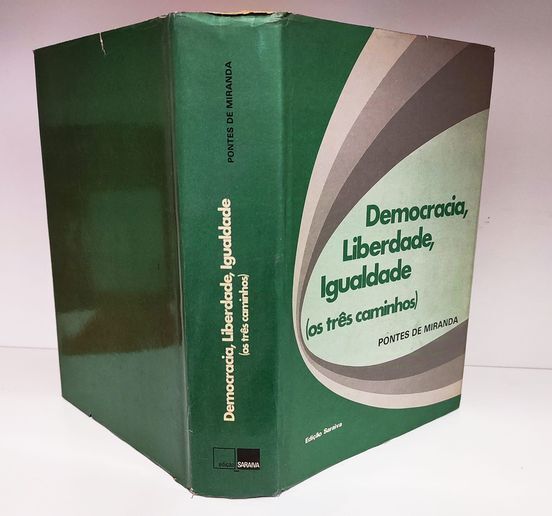 PONTES DE MIRANDA
Democracia, Liberdade, Igualdade
(os três caminhos)
edição SARAIVA
Democracia,
Liberdade,
Igualdade
(os três caminhos)
PONTES DE MIRANDA
Edição Saraiva